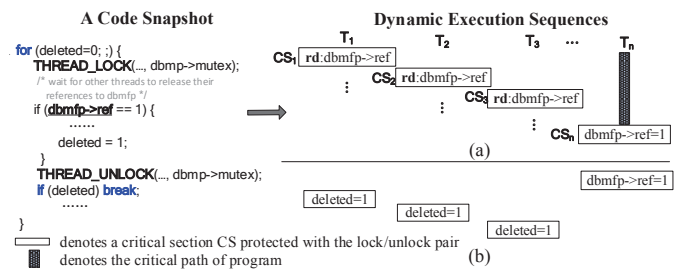 A Code Snapshot
for (deleted=0; ;) {
THREAD_LOCK(..., dbmp->mutex);
/* wait for other threads to release their
references to dbmfp */
if (dbmfp->ref == 1) {
......
deleted = 1;
}
THREAD_UNLOCK(..., dbmp->mutex);
if (deleted) break;
......
}
Dynamic Execution Sequences
T1 T2 T3 ... Tn
CS1 rd:dbmfp->ref
CS2 rd:dbmfp->ref
CS3 rd:dbmfp->ref
CSn dbmfp->ref=1
(a)
dbmfp->ref=1
deleted=1
deleted=1
deleted=1
(b)
denotes a critical section CS protected with the lock/unlock pair
denotes the critical path of program